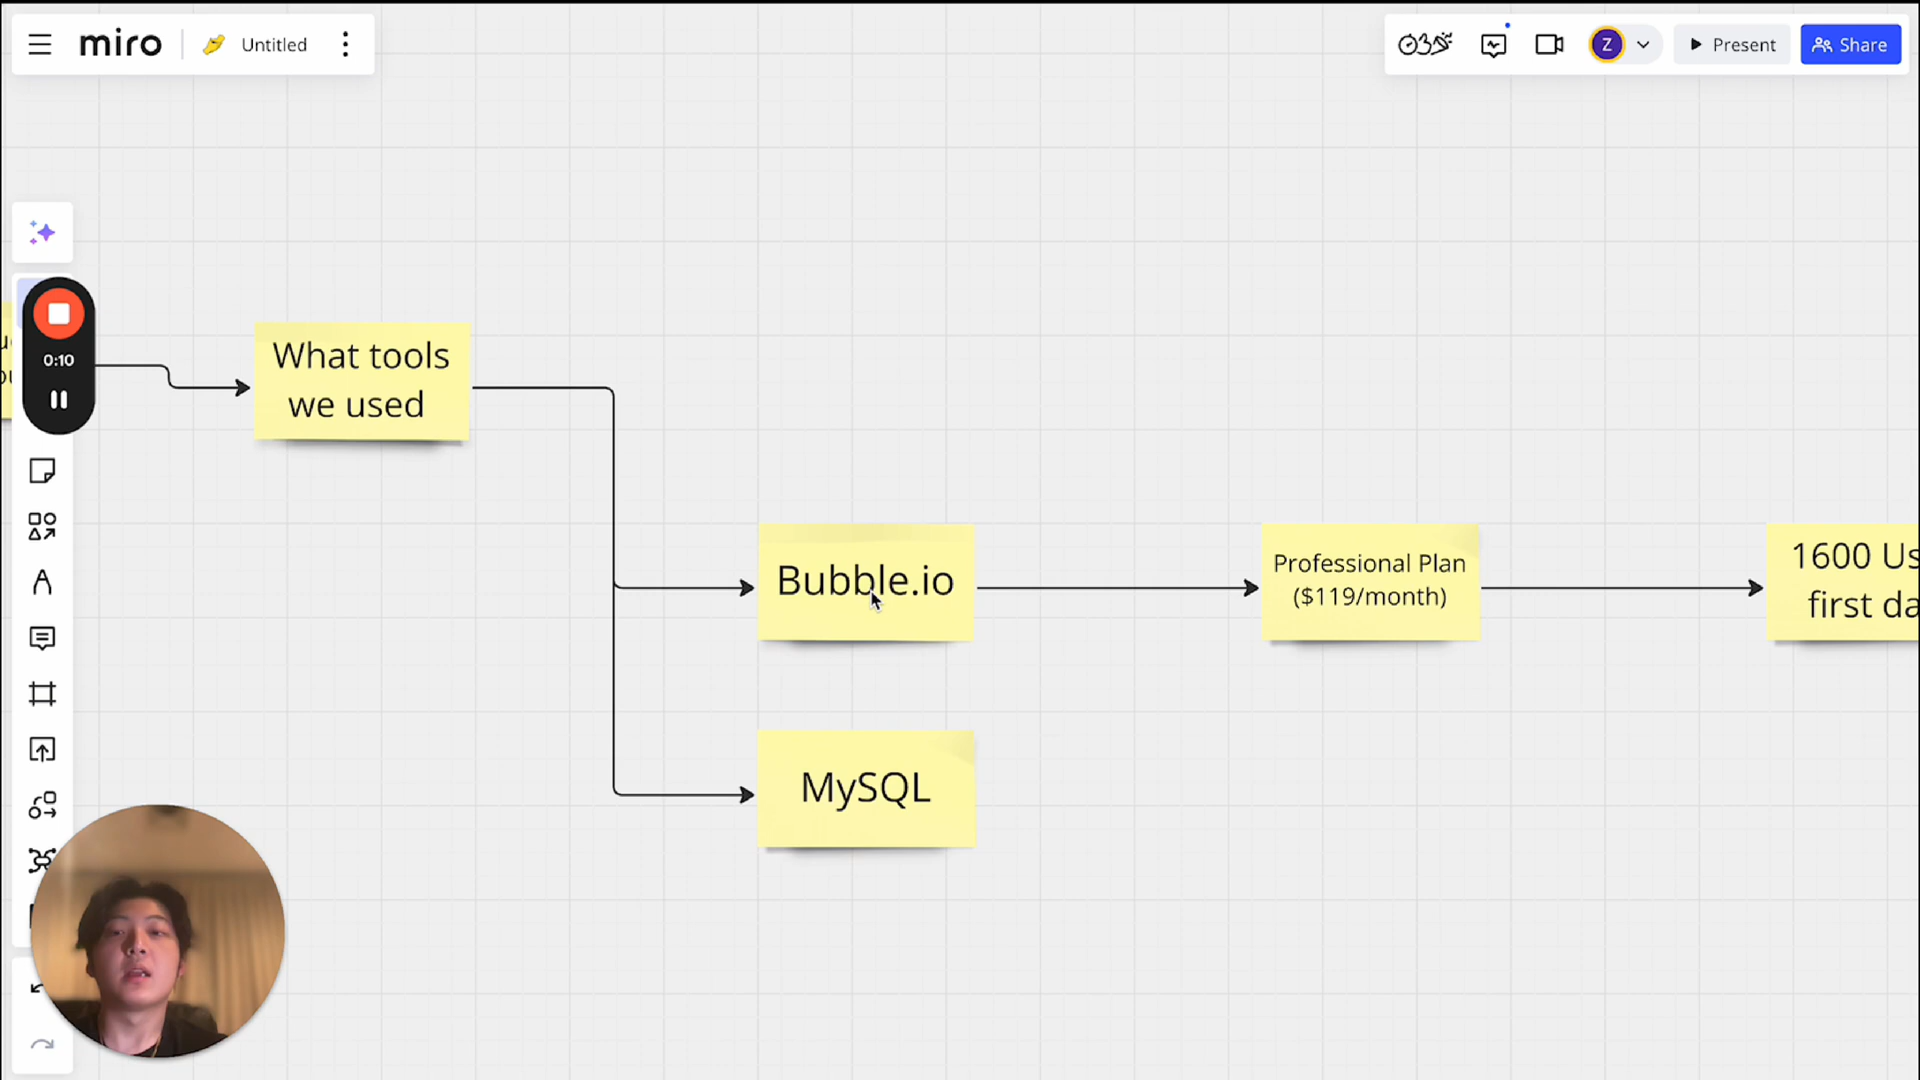 miro
Untitled
Present
Share
Z
0:10
What tools
we used
Bubble.io
Professional Plan
($119/month)
1600 Us
first da
MySQL